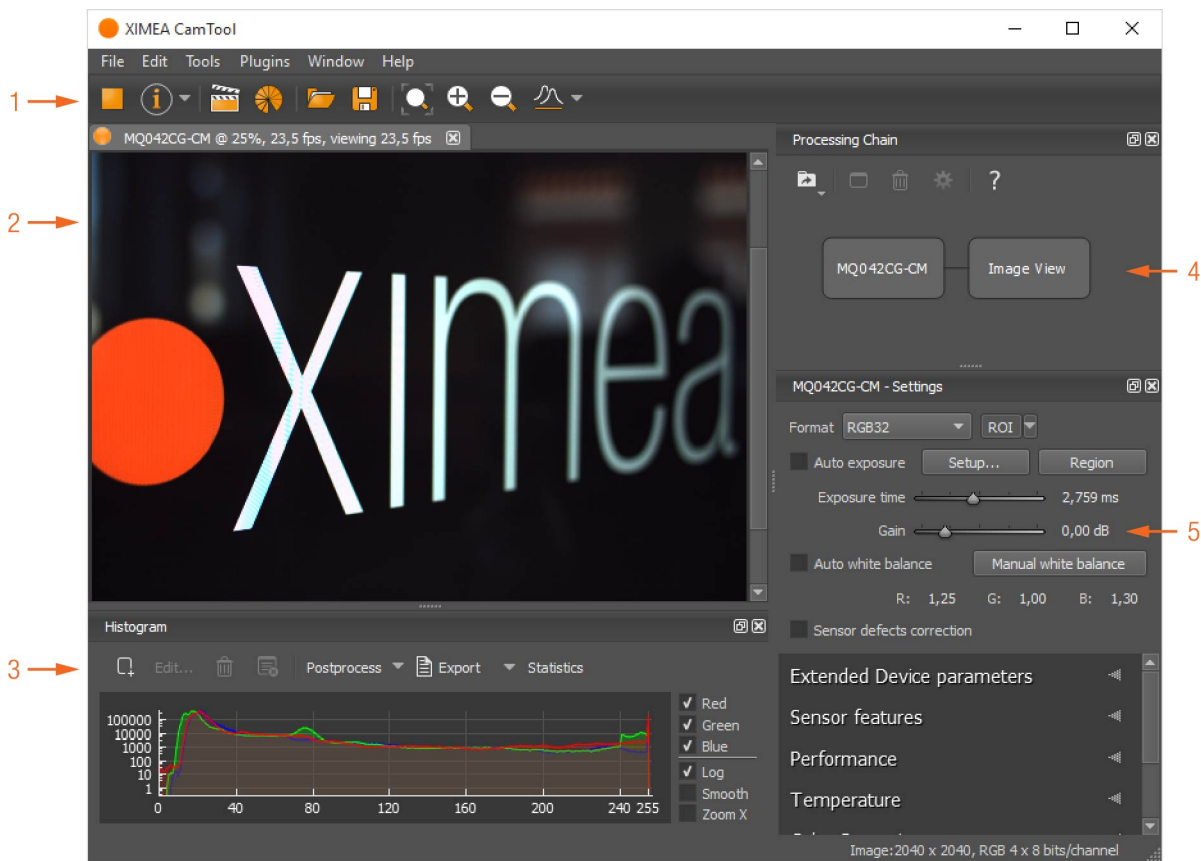 XIMEA CamTool
File Edit Tools Plugins Window Help
1
MQ042CG-CM @ 25%, 23,5 fps, viewing 23,5 fps
2
ximea
Processing Chain
?
MQ042CG-CM
Image View
4
MQ042CG-CM - Settings
Format RGB32 ROI
Auto exposure Setup... Region
Exposure time 2,759 ms
Gain 0,00 dB
5
Auto white balance Manual white balance
R: 1,25 G: 1,00 B: 1,30
Sensor defects correction
Extended Device parameters
Sensor features
Performance
Temperature
Histogram
3
Edit... Postprocess Export Statistics
100000
10000
1000
100
10
1
0 40 80 120 160 200 240 255
Red
Green
Blue
Log
Smooth
Zoom X
Image:2040 x 2040, RGB 4 x 8 bits/channel